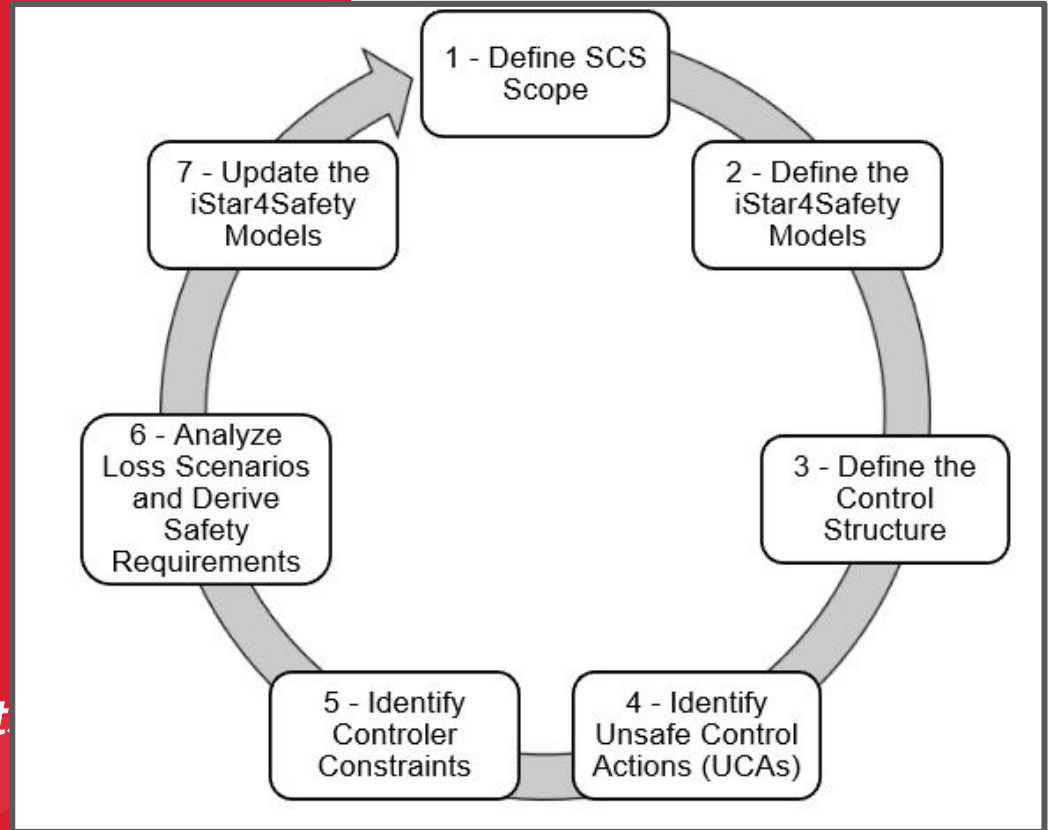 1 - Define SCS
Scope
2 - Define the
iStar4Safety
Models
3 - Define the
Control
Structure
4 - Identify
Unsafe Control
Actions (UCAs)
5 - Identify
Controler
Constraints
6 - Analyze
Loss Scenarios
and Derive
Safety
Requirements
7 - Update the
iStar4Safety
Models